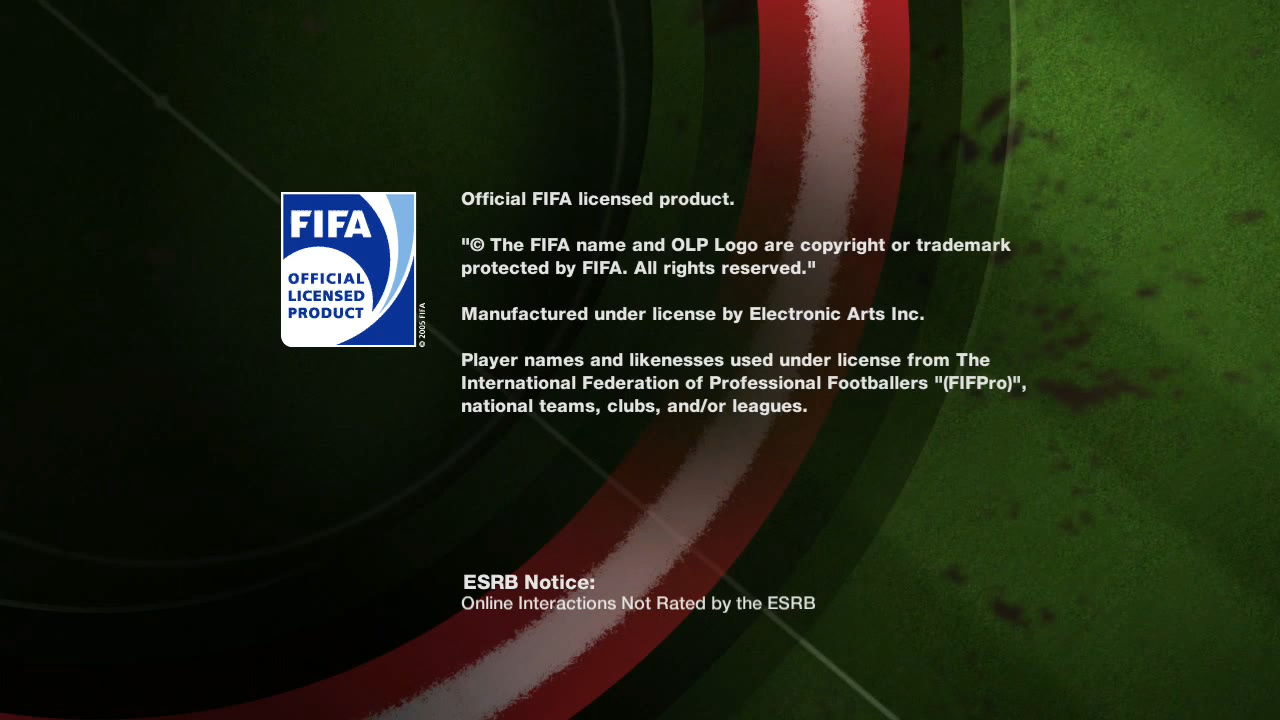 FIFA
OFFICIAL
LICENSED
PRODUCT
© 2005 FIFA
Official FIFA licensed product.
"© The FIFA name and OLP Logo are copyright or trademark
protected by FIFA. All rights reserved."
Manufactured under license by Electronic Arts Inc.
Player names and likenesses used under license from The
International Federation of Professional Footballers "(FIFPro)",
national teams, clubs, and/or leagues.
ESRB Notice:
Online Interactions Not Rated by the ESRB